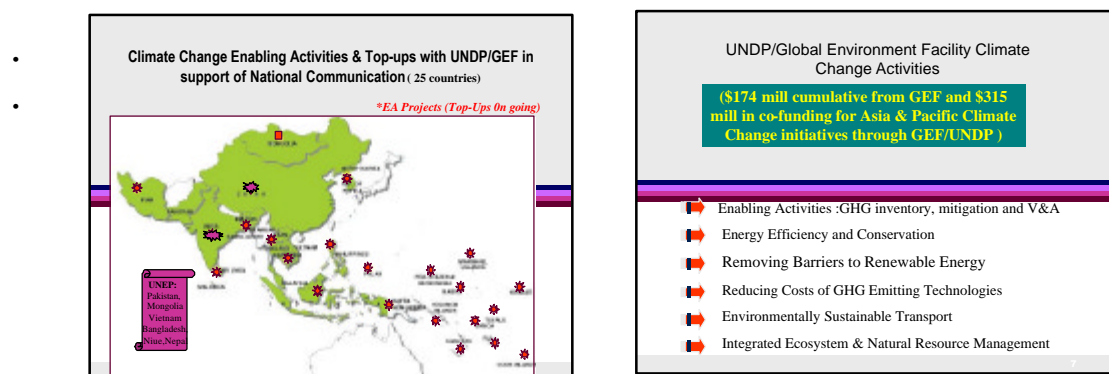 •
•
Climate Change Enabling Activities & Top-ups with UNDP/GEF in
support of National Communication ( 25 countries)
*EA Projects (Top-Ups 0n going)
UNEP:
Pakistan,
Mongolia
Vietnam
Bangladesh,
Niue,Nepal
UNDP/Global Environment Facility Climate
Change Activities
($174 mill cumulative from GEF and $315
mill in co-funding for Asia & Pacific Climate
Change initiatives through GEF/UNDP )
Enabling Activities :GHG inventory, mitigation and V&A
Energy Efficiency and Conservation
Removing Barriers to Renewable Energy
Reducing Costs of GHG Emitting Technologies
Environmentally Sustainable Transport
Integrated Ecosystem & Natural Resource Management
7